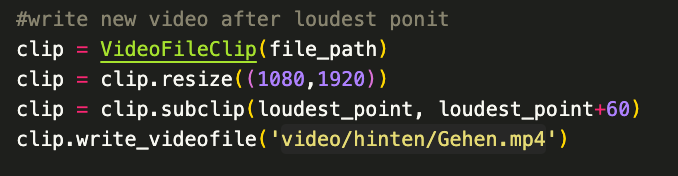 #write new video after loudest ponit
clip = VideoFileClip(file_path)
clip = clip.resize((1080,1920))
clip = clip.subclip(loudest_point, loudest_point+60)
clip.write_videofile('video/hinten/Gehen.mp4')